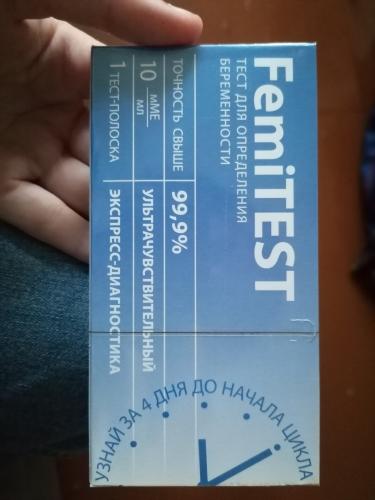 FemiTEST
ТЕСТ ДЛЯ ОПРЕДЕЛЕНИЯ
БЕРЕМЕННОСТИ
ТОЧНОСТЬ СВЫШЕ 99,9%
10 мМЕ/мл УЛЬТРАЧУВСТВИТЕЛЬНЫЙ
1 ТЕСТ-ПОЛОСКА ЭКСПРЕСС-ДИАГНОСТИКА
УЗНАЙ ЗА 4 ДНЯ ДО НАЧАЛА ЦИКЛА